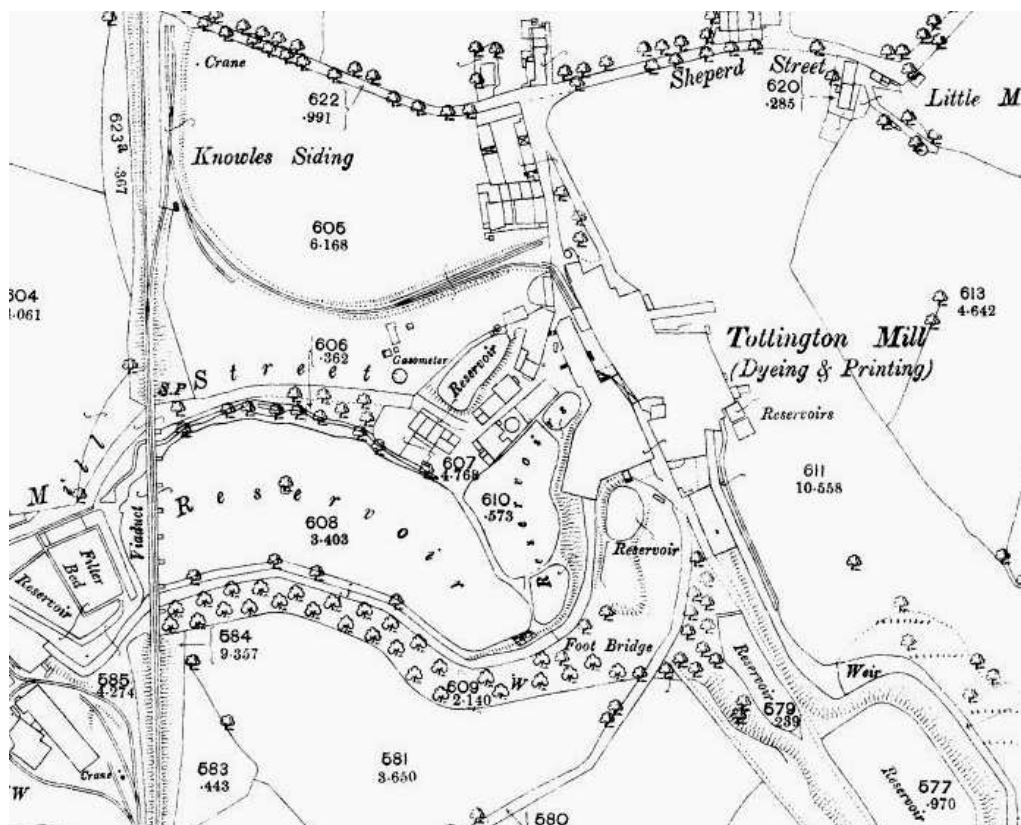 Crane
622
·991
Sheperd
Street
620
·285
Little M
623a
·367
Knowles Siding
605
6·168
604
·061
613
4·642
Tottington Mill
(Dyeing & Printing)
Reservoirs
606
·362
Gasometer
Reservoir
S.P
Street
M
607
4·768
611
10·558
Reservoir
608
3·403
610
·573
Reservoir
Viaduct
Filter
Bed
Reservoir
584
9·357
Foot Bridge
585
4·274
609
2·140
W
Reservoir
579
·239
Weir
583
·443
581
3·650
577
·970
Reservoir
Crane
W
580